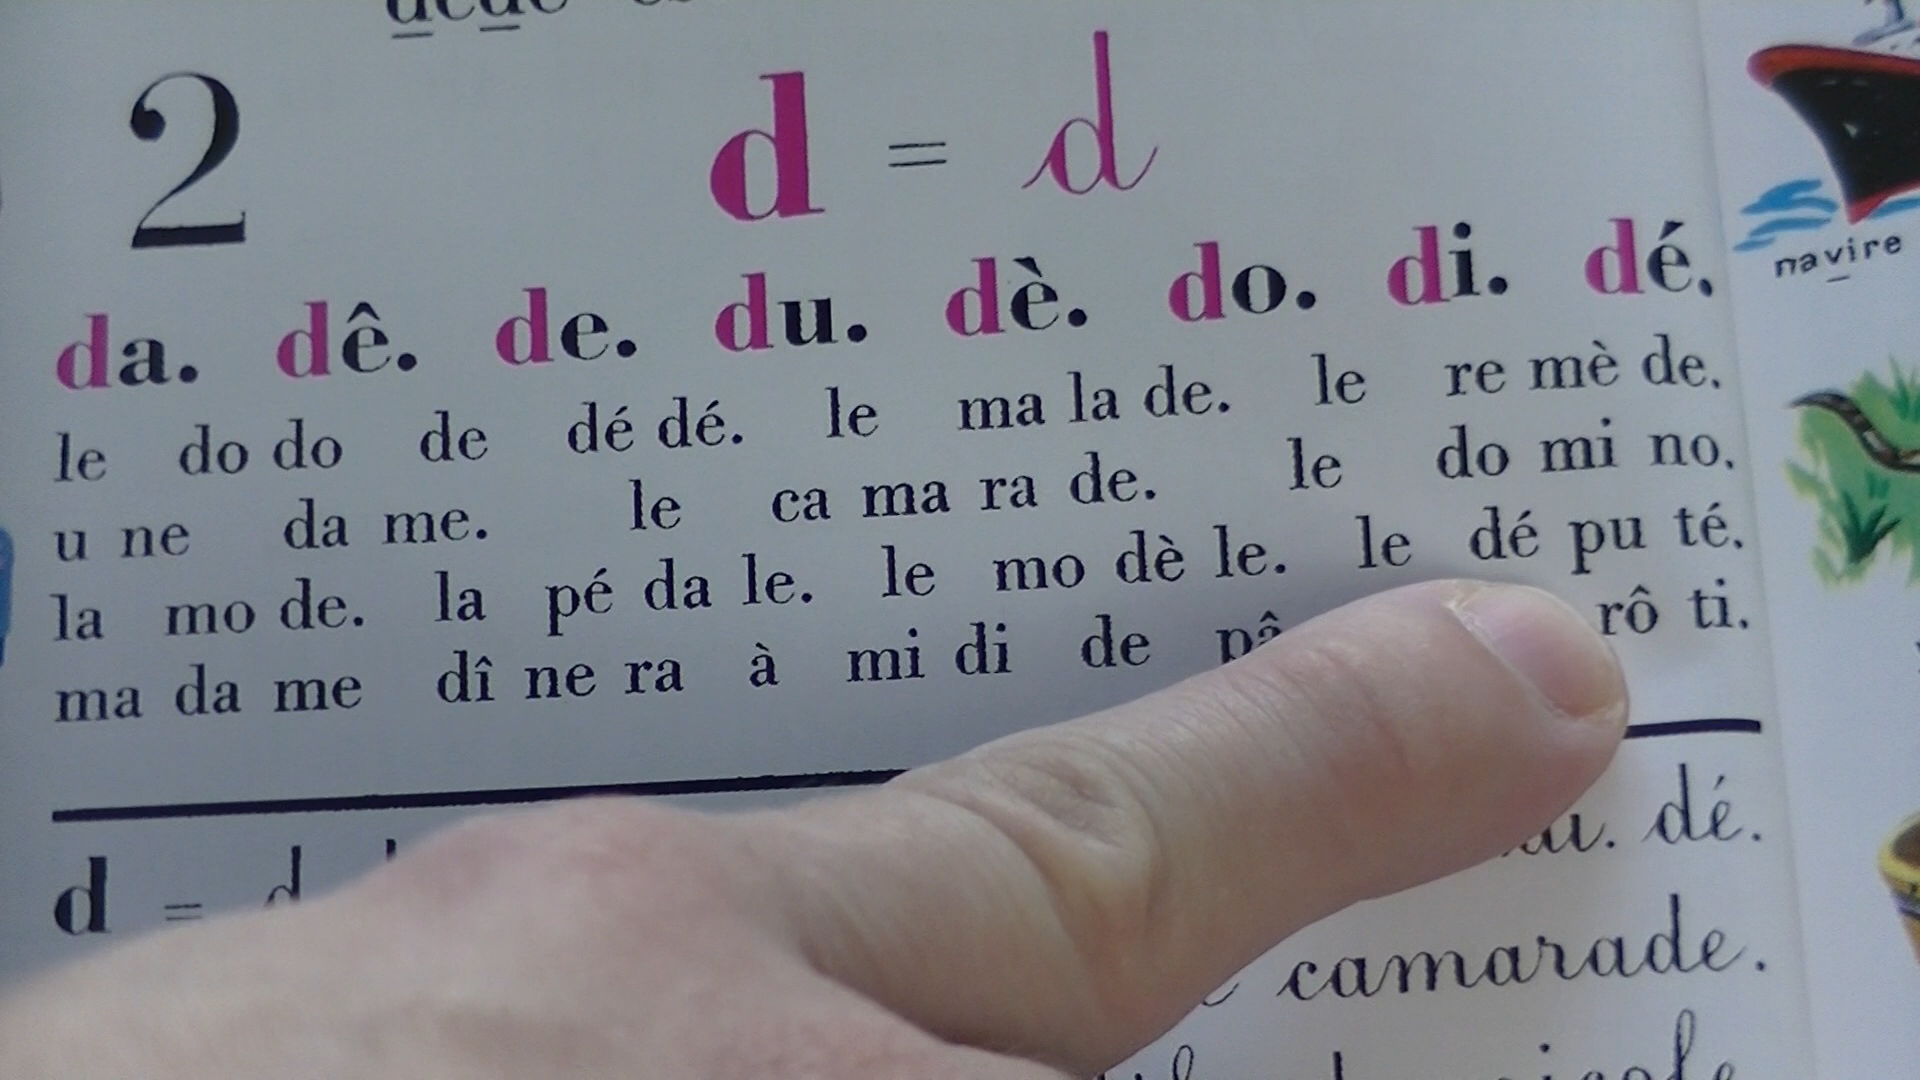 2 d = d
navire
da. dê. de. du. dè. do. di. dé.
le do do de dé dé. le ma la de. le re mè de.
u ne da me. le ca ma ra de. le do mi no.
la mo de. la pé da le. le mo dè le. le dé pu té.
ma da me dî ne ra à mi di de rô ti.
dé.
d = d
camarade.